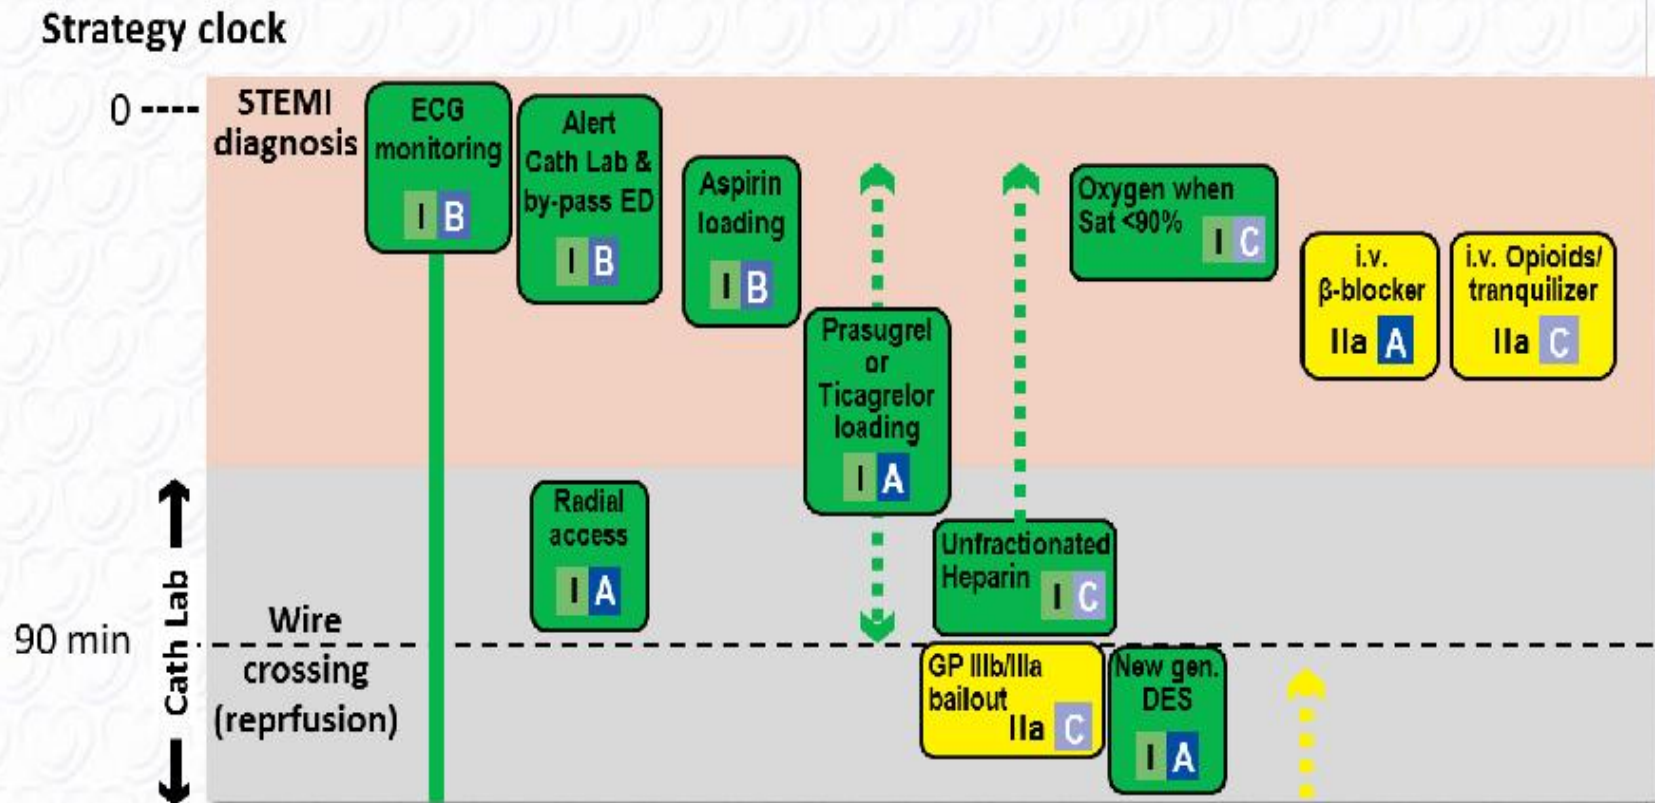 Strategy clock
0 ----
STEMI
diagnosis
ECG
monitoring
I B
Alert
Cath Lab &
by-pass ED
I B
Aspirin
loading
I B
Prasugrel
or
Ticagrelor
loading
I A
Oxygen when
Sat <90%
I C
i.v.
β-blocker
IIa A
i.v. Opioids/
tranquilizer
IIa C
Cath Lab
Radial
access
I A
Unfractionated
Heparin
I C
90 min
Wire
crossing
(reprfusion)
GP IIIb/IIIa
bailout
IIa C
New gen.
DES
I A